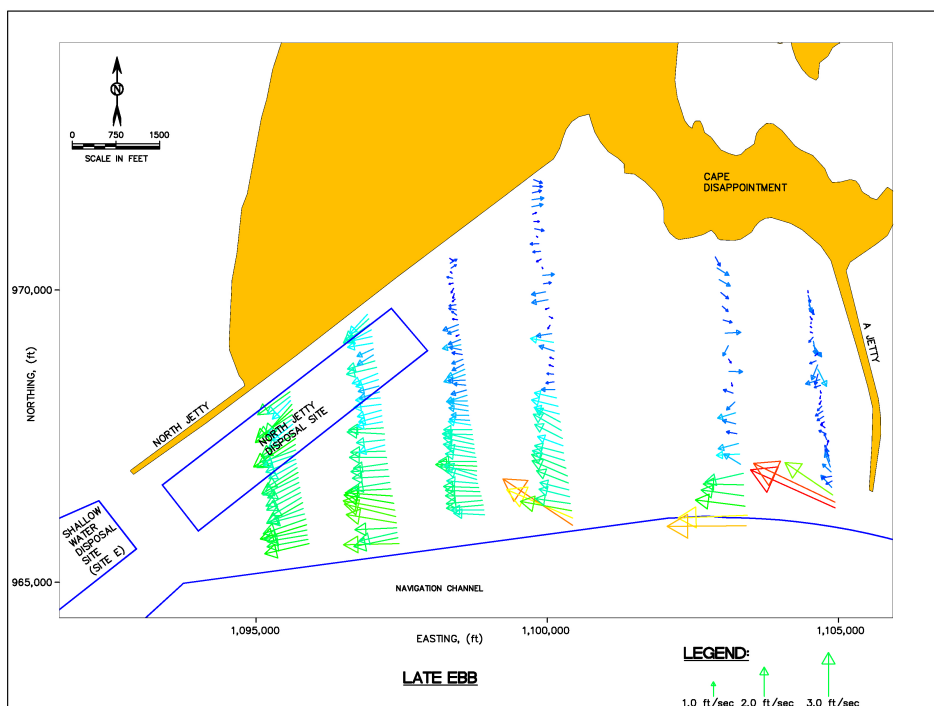 N
0 750 1500
SCALE IN FEET
CAPE
DISAPPOINTMENT
970,000
A JETTY
NORTHING, (ft)
NORTH JETTY
NORTH JETTY
DISPOSAL SITE
SHALLOW
WATER
DISPOSAL
SITE
(SITE E)
965,000
NAVIGATION CHANNEL
1,095,000 1,100,000 1,105,000
EASTING, (ft)
LATE EBB
LEGEND:
1.0 ft/sec 2.0 ft/sec 3.0 ft/sec